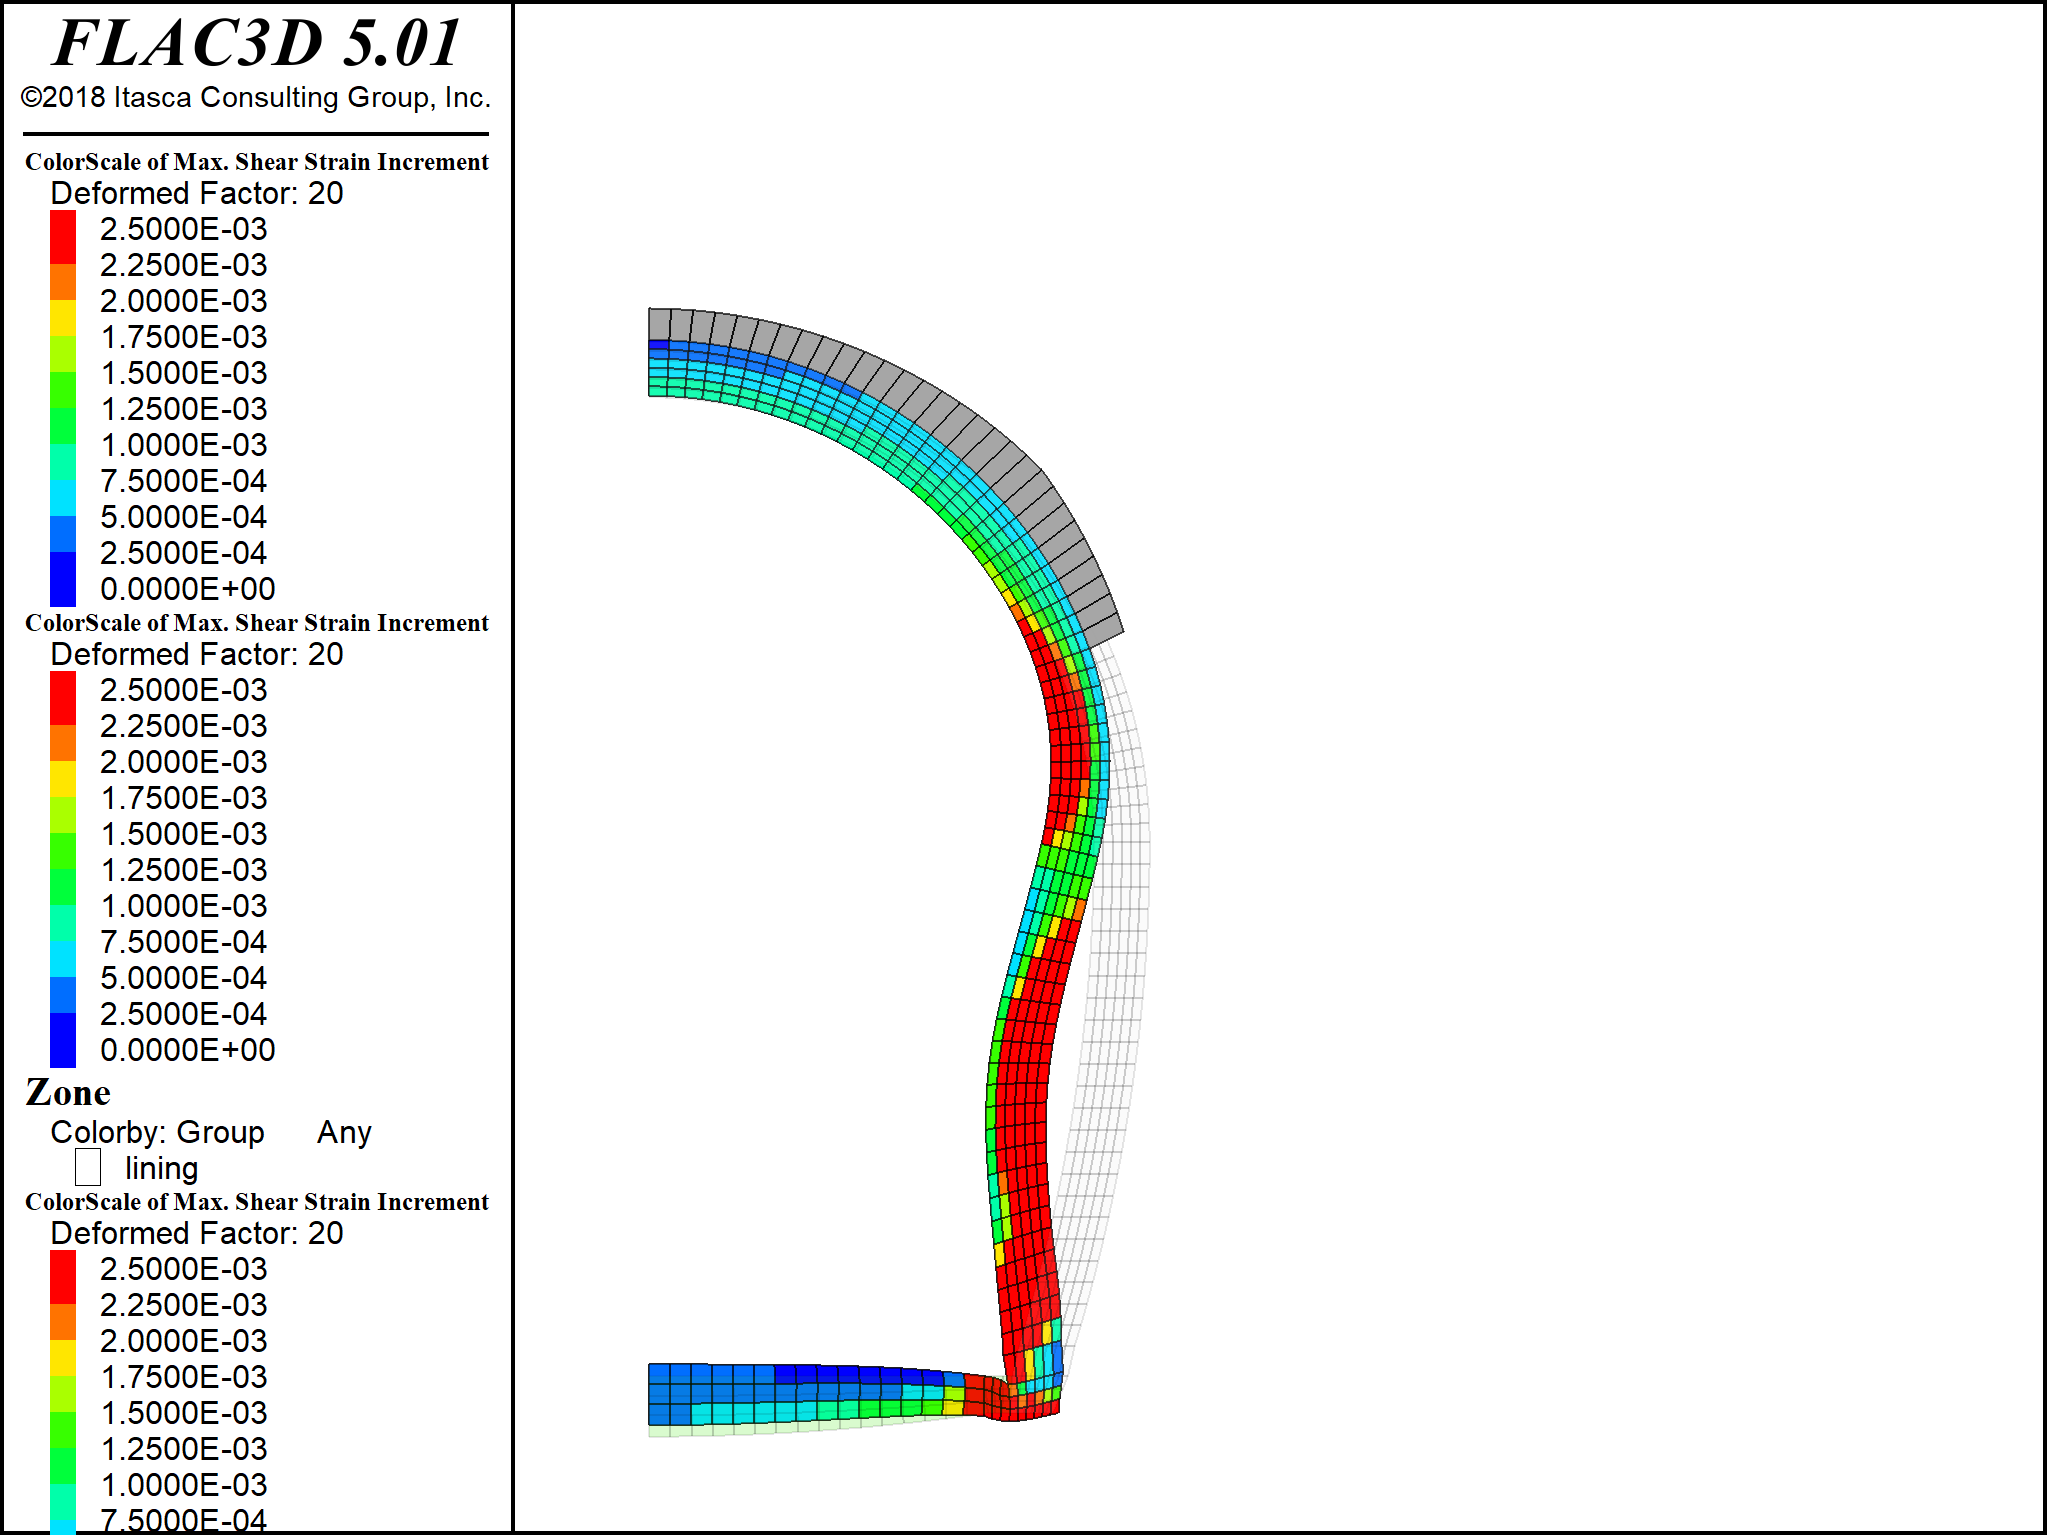 FLAC3D 5.01
©2018 Itasca Consulting Group, Inc.
ColorScale of Max. Shear Strain Increment
Deformed Factor: 20
2.5000E-03
2.2500E-03
2.0000E-03
1.7500E-03
1.5000E-03
1.2500E-03
1.0000E-03
7.5000E-04
5.0000E-04
2.5000E-04
0.0000E+00
ColorScale of Max. Shear Strain Increment
Deformed Factor: 20
2.5000E-03
2.2500E-03
2.0000E-03
1.7500E-03
1.5000E-03
1.2500E-03
1.0000E-03
7.5000E-04
5.0000E-04
2.5000E-04
0.0000E+00
Zone
Colorby: Group Any
lining
ColorScale of Max. Shear Strain Increment
Deformed Factor: 20
2.5000E-03
2.2500E-03
2.0000E-03
1.7500E-03
1.5000E-03
1.2500E-03
1.0000E-03
7.5000E-04